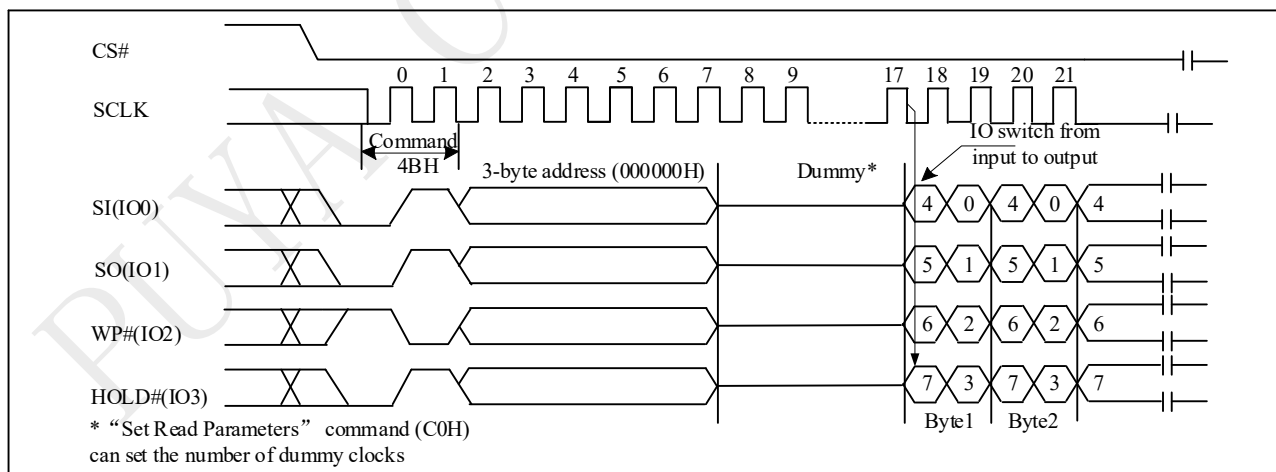 PUYA
CS#
0 1 2 3 4 5 6 7 8 9 17 18 19 20 21
SCLK
Command
4BH
IO switch from
input to output
3-byte address (000000H)
Dummy*
SI(IO0)
4 0 4 0 4
SO(IO1)
5 1 5 1 5
WP#(IO2)
6 2 6 2 6
HOLD#(IO3)
7 3 7 3 7
Byte1 Byte2
* “Set Read Parameters” command (C0H)
can set the number of dummy clocks